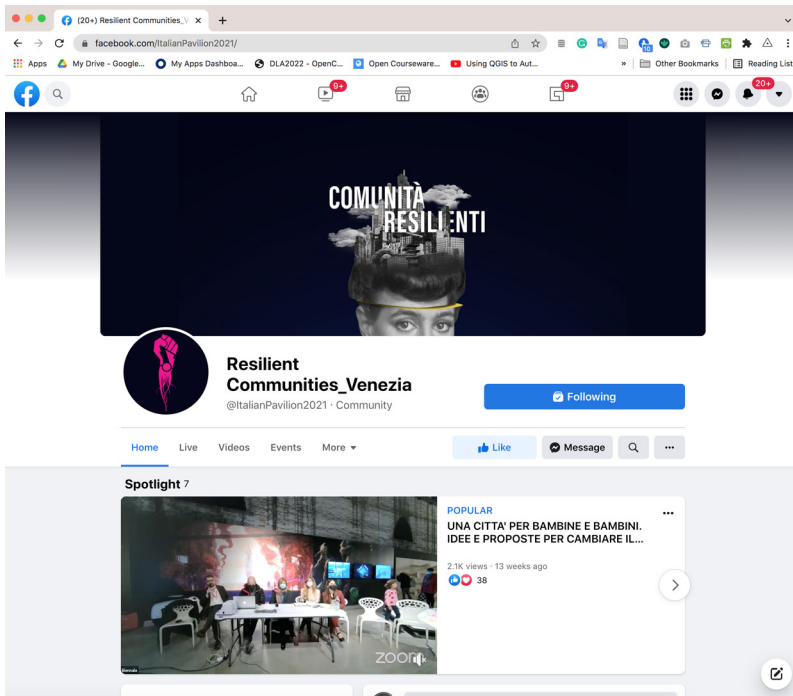 (20+) Resilient Communities_V
facebook.com/ItalianPavilion2021/
10
Apps
My Drive - Google...
My Apps Dashboa...
DLA2022 - OpenC...
Open Courseware...
Using QGIS to Aut...
»
Other Bookmarks
Reading List
9+
9+
20+
COMUNITÀ
RESILIENTI
Resilient
Communities_Venezia
@ItalianPavilion2021 · Community
Following
Home
Live
Videos
Events
More
Like
Message
Spotlight 7
POPULAR
UNA CITTA' PER BAMBINE E BAMBINI.
IDEE E PROPOSTE PER CAMBIARE IL...
2.1K views · 13 weeks ago
38
Biennale
zoom